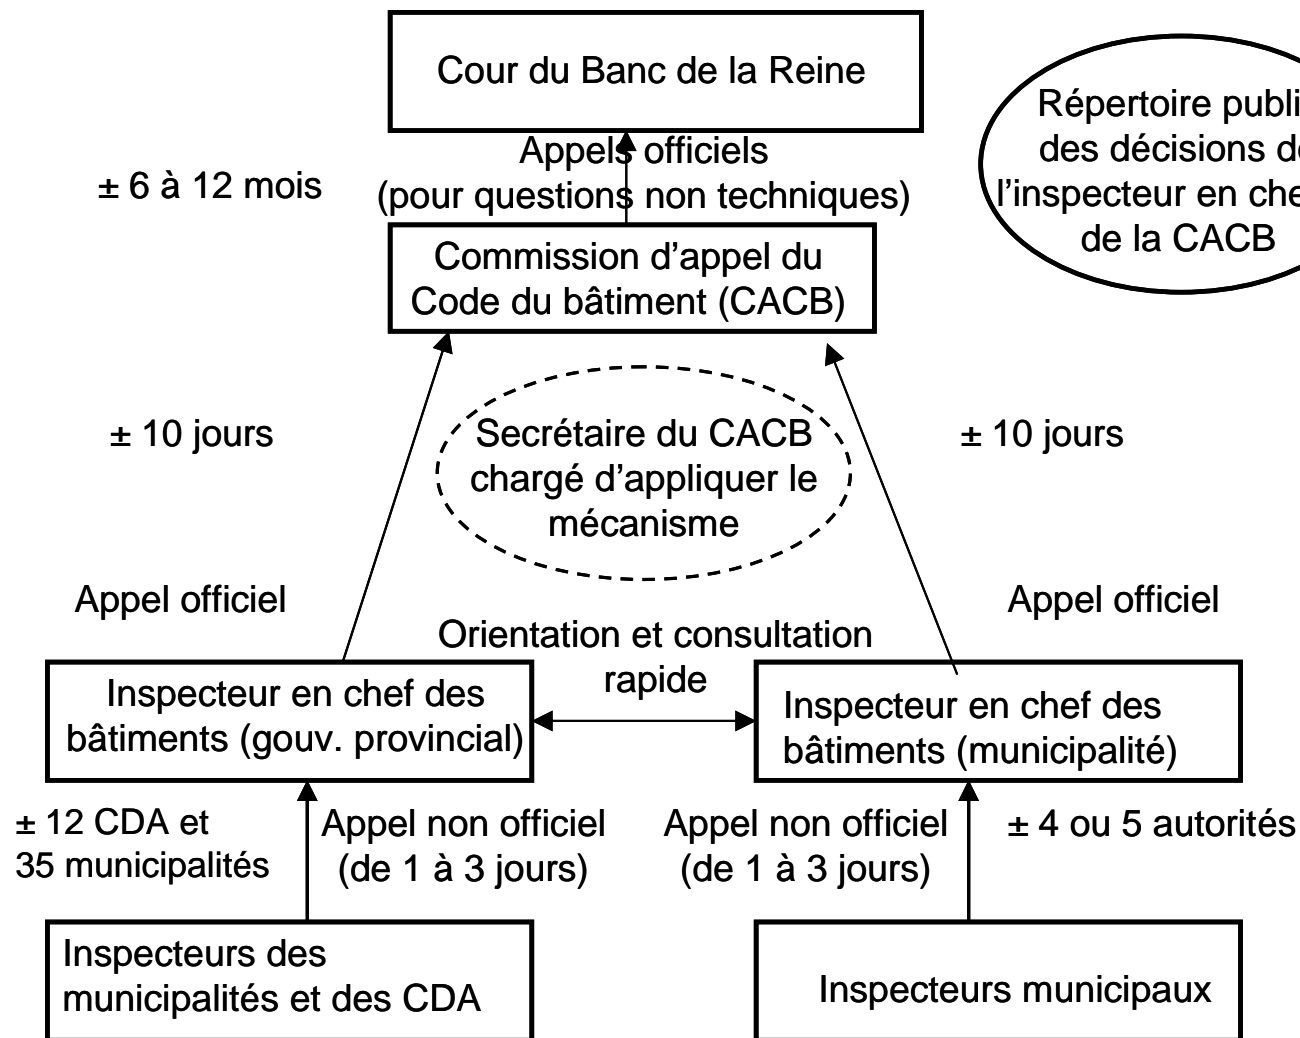 Cour du Banc de la Reine
Répertoire publi
des décisions de
l'inspecteur en che
de la CACB
Appels officiels
(pour questions non techniques)
± 6 à 12 mois
Commission d'appel du
Code du bâtiment (CACB)
± 10 jours
Secrétaire du CACB
chargé d'appliquer le
mécanisme
± 10 jours
Appel officiel
Appel officiel
Orientation et consultation
rapide
Inspecteur en chef des
bâtiments (gouv. provincial)
Inspecteur en chef des
bâtiments (municipalité)
± 12 CDA et
35 municipalités
Appel non officiel
(de 1 à 3 jours)
Appel non officiel
(de 1 à 3 jours)
± 4 ou 5 autorités
Inspecteurs des
municipalités et des CDA
Inspecteurs municipaux